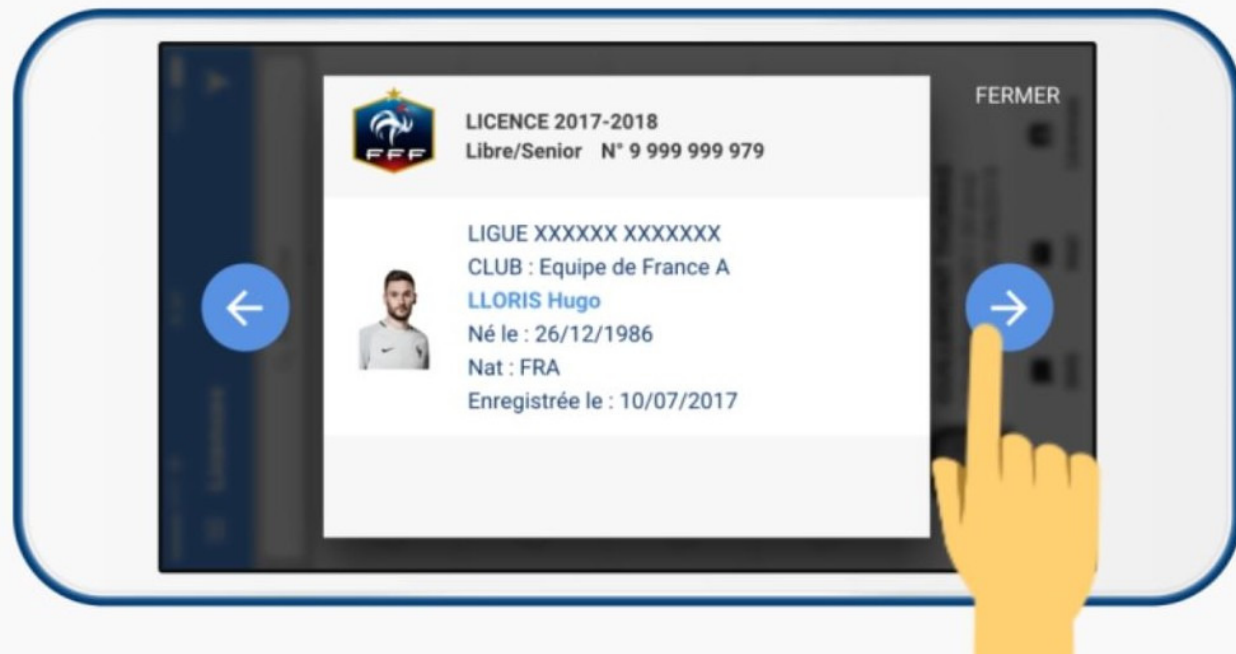 FFF
LICENCE 2017-2018
Libre/Senior N° 9 999 999 979
FERMER
LIGUE XXXXXX XXXXXXX
CLUB : Equipe de France A
LLORIS Hugo
Né le : 26/12/1986
Nat : FRA
Enregistrée le : 10/07/2017